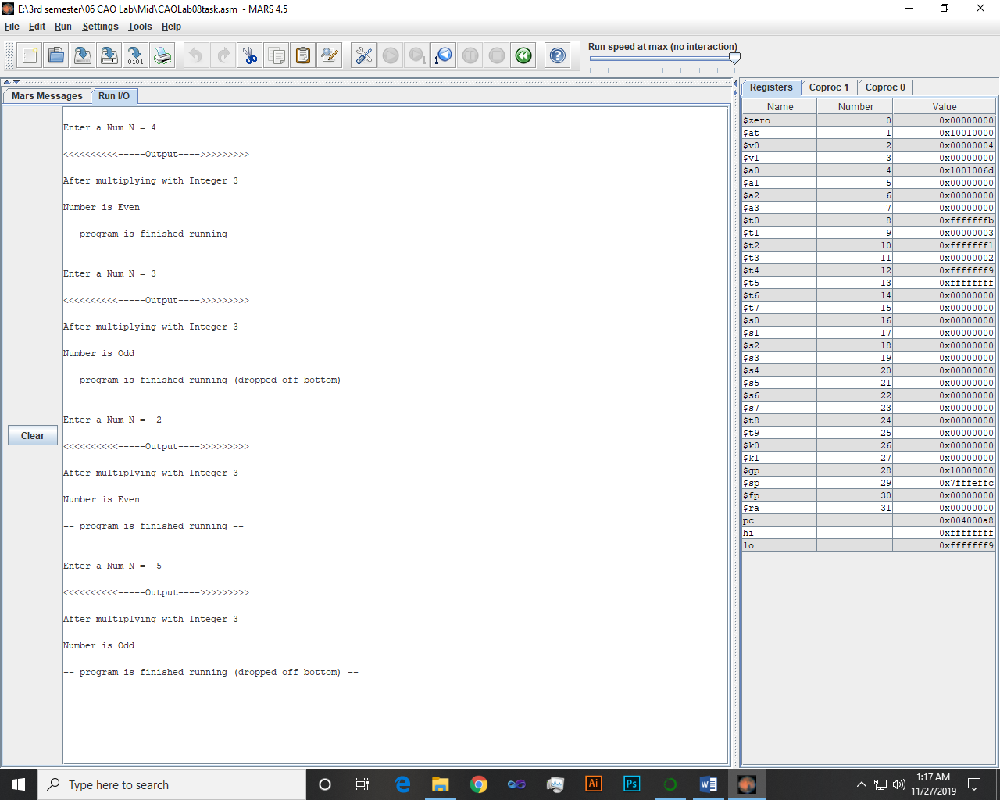 E:\3rd semester\06 CAO Lab\Mid\CAOLab08task.asm - MARS 4.5
File Edit Run Settings Tools Help
Run speed at max (no interaction)
Mars Messages Run I/O
Enter a Num N = 4
<<<<<<<<<<-----Output---->>>>>>>>>
After multiplying with Integer 3
Number is Even
-- program is finished running --
Enter a Num N = 3
<<<<<<<<<<-----Output---->>>>>>>>>
After multiplying with Integer 3
Number is Odd
-- program is finished running (dropped off bottom) --
Enter a Num N = -2
<<<<<<<<<<-----Output---->>>>>>>>>
After multiplying with Integer 3
Number is Even
-- program is finished running --
Enter a Num N = -5
<<<<<<<<<<-----Output---->>>>>>>>>
After multiplying with Integer 3
Number is Odd
-- program is finished running (dropped off bottom) --
Clear
Registers Coproc 1 Coproc 0
Name Number Value
$zero 0 0x00000000
$at 1 0x10010000
$v0 2 0x00000004
$v1 3 0x00000000
$a0 4 0x1001006d
$a1 5 0x00000000
$a2 6 0x00000000
$a3 7 0x00000000
$t0 8 0xfffffffb
$t1 9 0x00000003
$t2 10 0xfffffff1
$t3 11 0x00000002
$t4 12 0xfffffff9
$t5 13 0xffffffff
$t6 14 0x00000000
$t7 15 0x00000000
$s0 16 0x00000000
$s1 17 0x00000000
$s2 18 0x00000000
$s3 19 0x00000000
$s4 20 0x00000000
$s5 21 0x00000000
$s6 22 0x00000000
$s7 23 0x00000000
$t8 24 0x00000000
$t9 25 0x00000000
$k0 26 0x00000000
$k1 27 0x00000000
$gp 28 0x10008000
$sp 29 0x7fffeffc
$fp 30 0x00000000
$ra 31 0x00000000
pc 0x004000a8
hi 0xffffffff
lo 0xfffffff9
Type here to search
Ai Ps
1:17 AM
11/27/2019